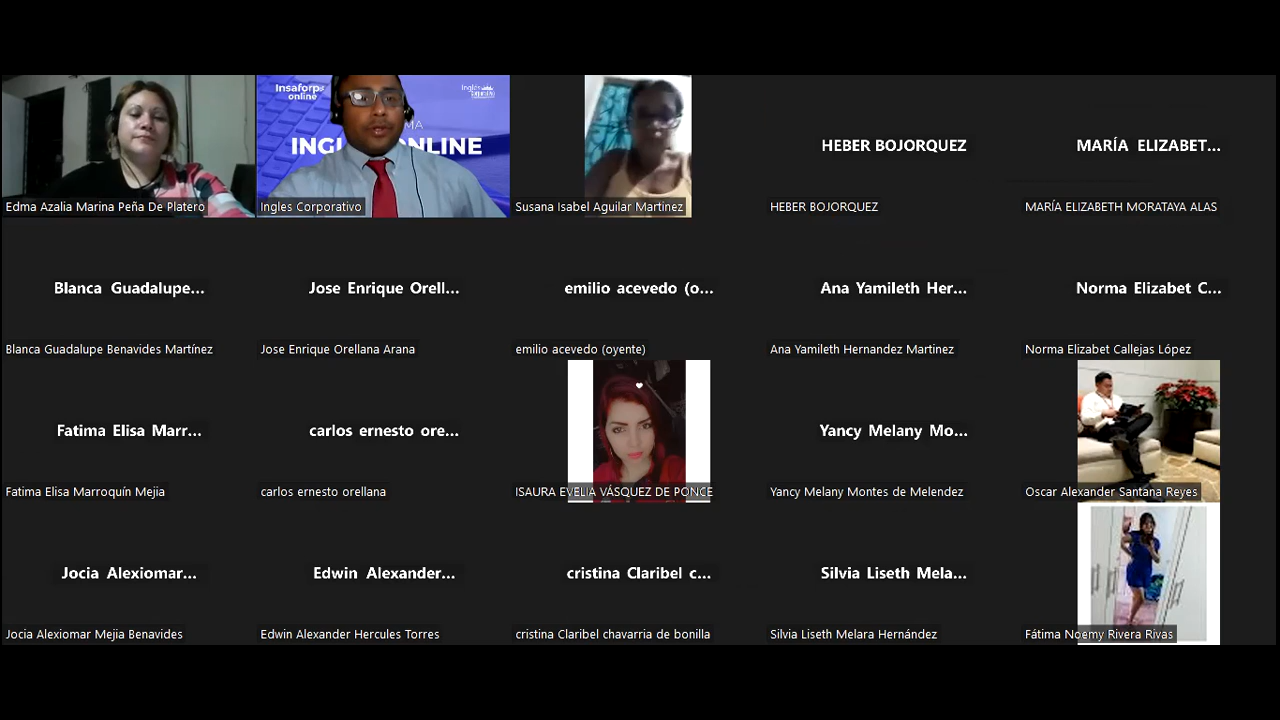 Insaforp
online
Inglés
INGL ONLINE
Edma Azalia Marina Peña De Platero
Ingles Corporativo
Susana Isabel Aguilar Martinez
HEBER BOJORQUEZ
HEBER BOJORQUEZ
MARÍA ELIZABET...
MARÍA ELIZABETH MORATAYA ALAS
Blanca Guadalupe...
Blanca Guadalupe Benavides Martínez
Jose Enrique Orell...
Jose Enrique Orellana Arana
emilio acevedo (o...
emilio acevedo (oyente)
Ana Yamileth Her...
Ana Yamileth Hernandez Martinez
Norma Elizabet C...
Norma Elizabet Callejas López
Fatima Elisa Marr...
Fatima Elisa Marroquín Mejia
carlos ernesto ore...
carlos ernesto orellana
ISAURA EVELIA VÁSQUEZ DE PONCE
Yancy Melany Mo...
Yancy Melany Montes de Melendez
Oscar Alexander Santana Reyes
Jocia Alexiomar...
Jocia Alexiomar Mejia Benavides
Edwin Alexander...
Edwin Alexander Hercules Torres
cristina Claribel c...
cristina Claribel chavarria de bonilla
Silvia Liseth Mela...
Silvia Liseth Melara Hernández
Fátima Noemy Rivera Rivas